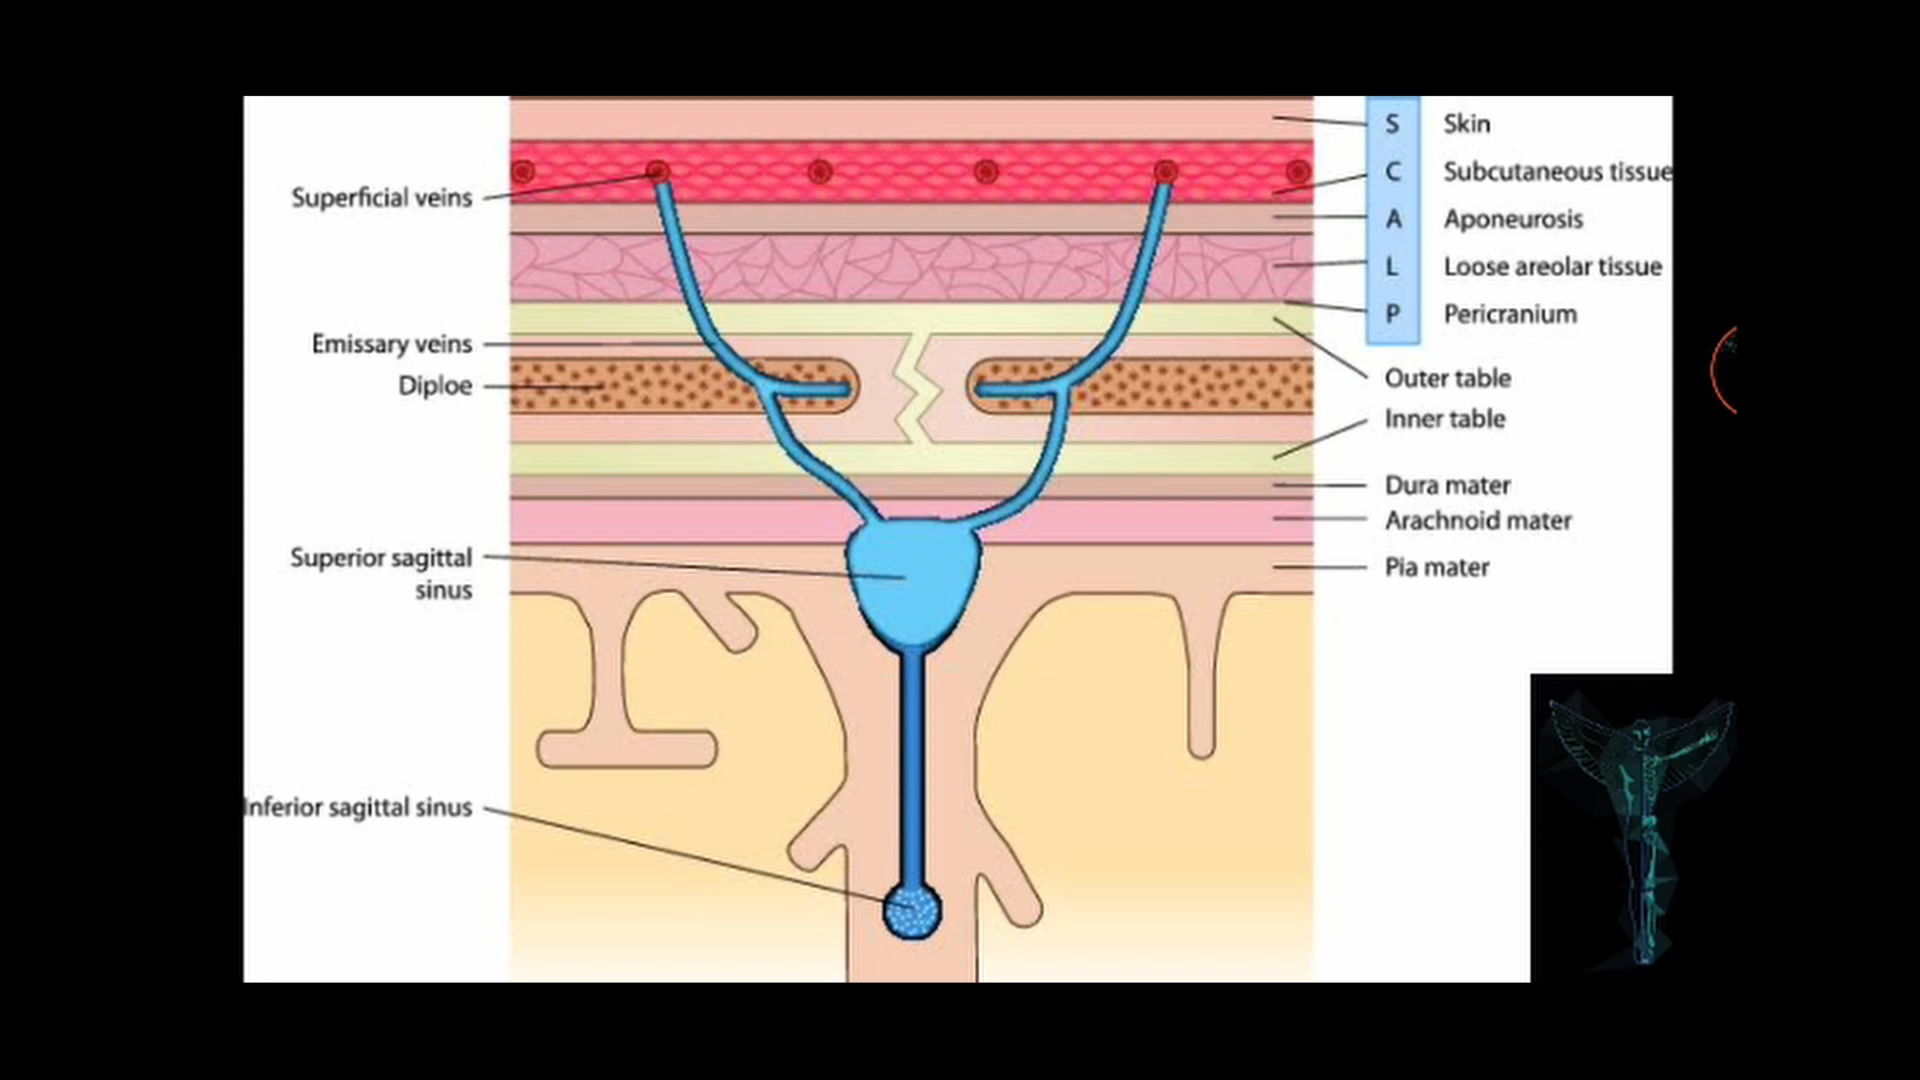 Superficial veins
Emissary veins
Diploe
Superior sagittal
sinus
Inferior sagittal sinus
S Skin
C Subcutaneous tissue
A Aponeurosis
L Loose areolar tissue
P Pericranium
Outer table
Inner table
Dura mater
Arachnoid mater
Pia mater